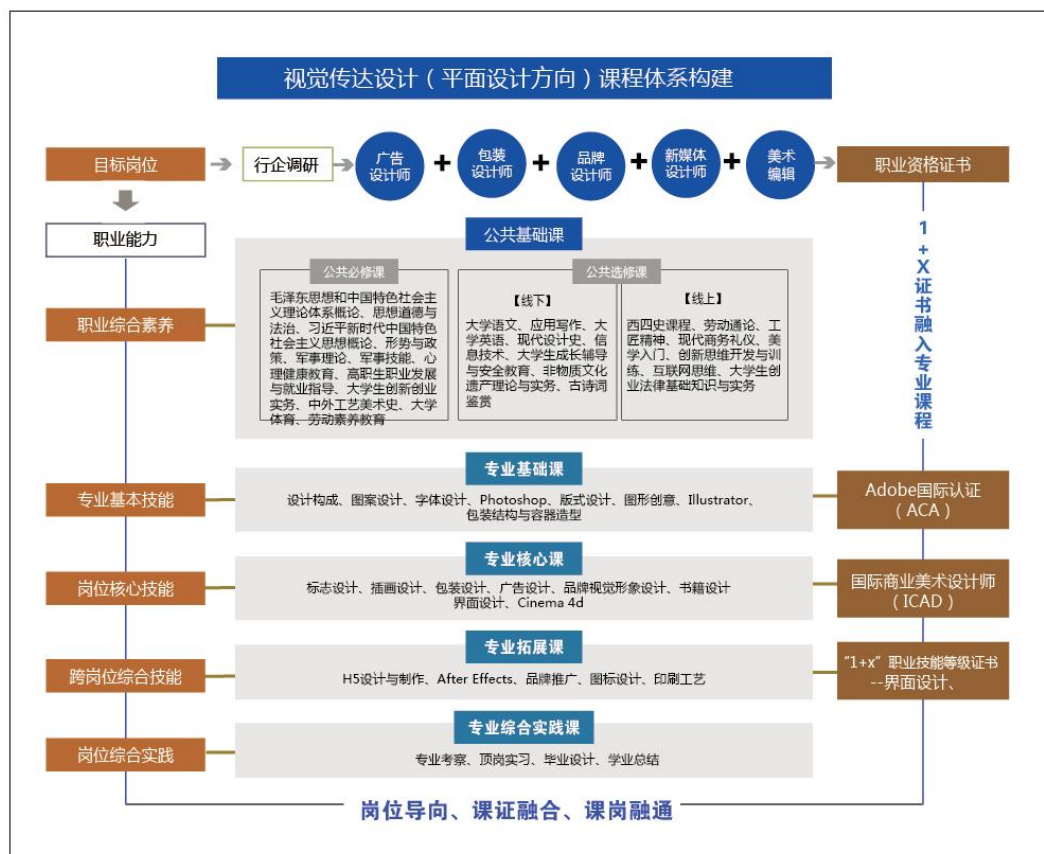 视觉传达设计（平面设计方向）课程体系构建
目标岗位
行企调研
广告
设计师
+
包装
设计师
+
品牌
设计师
+
新媒体
设计师
+
美术
编辑
职业资格证书
职业能力
1+X证书融入专业课程
公共基础课
职业综合素养
公共必修课
毛泽东思想和中国特色社会主
义理论体系概论、思想道德与
法治、习近平新时代中国特色
社会主义思想概论、形势与政
策、军事理论、军事技能、心
理健康教育、高职生职业发展
与就业指导、大学生创新创业
实务、中外工艺美术史、大学
体育、劳动素养教育
公共选修课
【线下】
大学语文、应用写作、大
学英语、现代设计史、信
息技术、大学生成长辅导
与安全教育、非物质文化
遗产理论与实务、古诗词
鉴赏
【线上】
西四史课程、劳动通论、工
匠精神、现代商务礼仪、美
学入门、创新思维开发与训
练、互联网思维、大学生创
业法律基础知识与实务
专业基本技能
专业基础课
设计构成、图案设计、字体设计、Photoshop、版式设计、图形创意、Illustrator、
包装结构与容器造型
Adobe国际认证
（ACA）
岗位核心技能
专业核心课
标志设计、插画设计、包装设计、广告设计、品牌视觉形象设计、书籍设计
界面设计、Cinema 4d
国际商业美术设计师
（ICAD）
跨岗位综合技能
专业拓展课
H5设计与制作、After Effects、品牌推广、图标设计、印刷工艺
“1+x”职业技能等级证书
--界面设计、
岗位综合实践
专业综合实践课
专业考察、顶岗实习、毕业设计、学业总结
岗位导向、课证融合、课岗融通